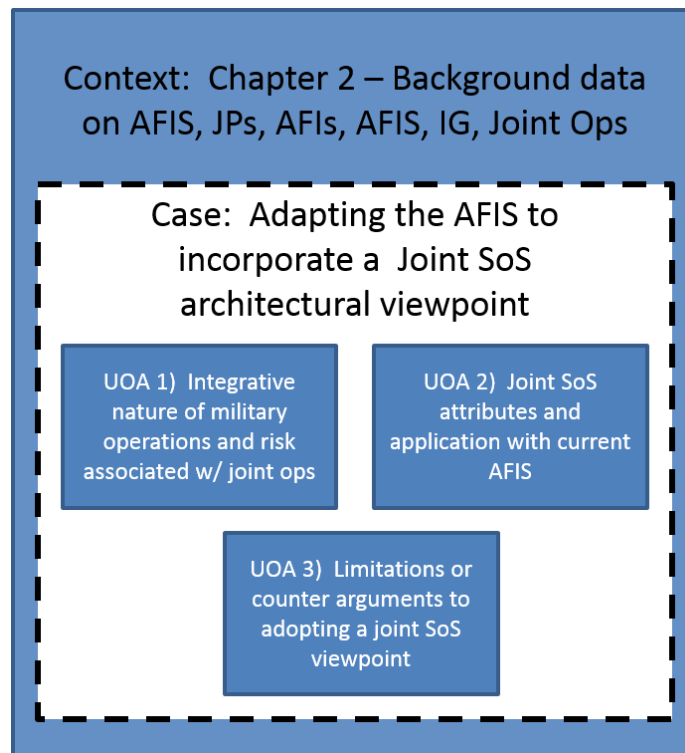 Context:  Chapter 2 – Background data
on AFIS, JPs, AFIs, AFIS, IG, Joint Ops
Case:  Adapting the AFIS to
incorporate a  Joint SoS
architectural viewpoint
UOA 1)  Integrative
nature of military
operations and risk
associated w/ joint ops
UOA 2)  Joint SoS
attributes and
application with current
AFIS
UOA 3)  Limitations or
counter arguments to
adopting a joint SoS
viewpoint